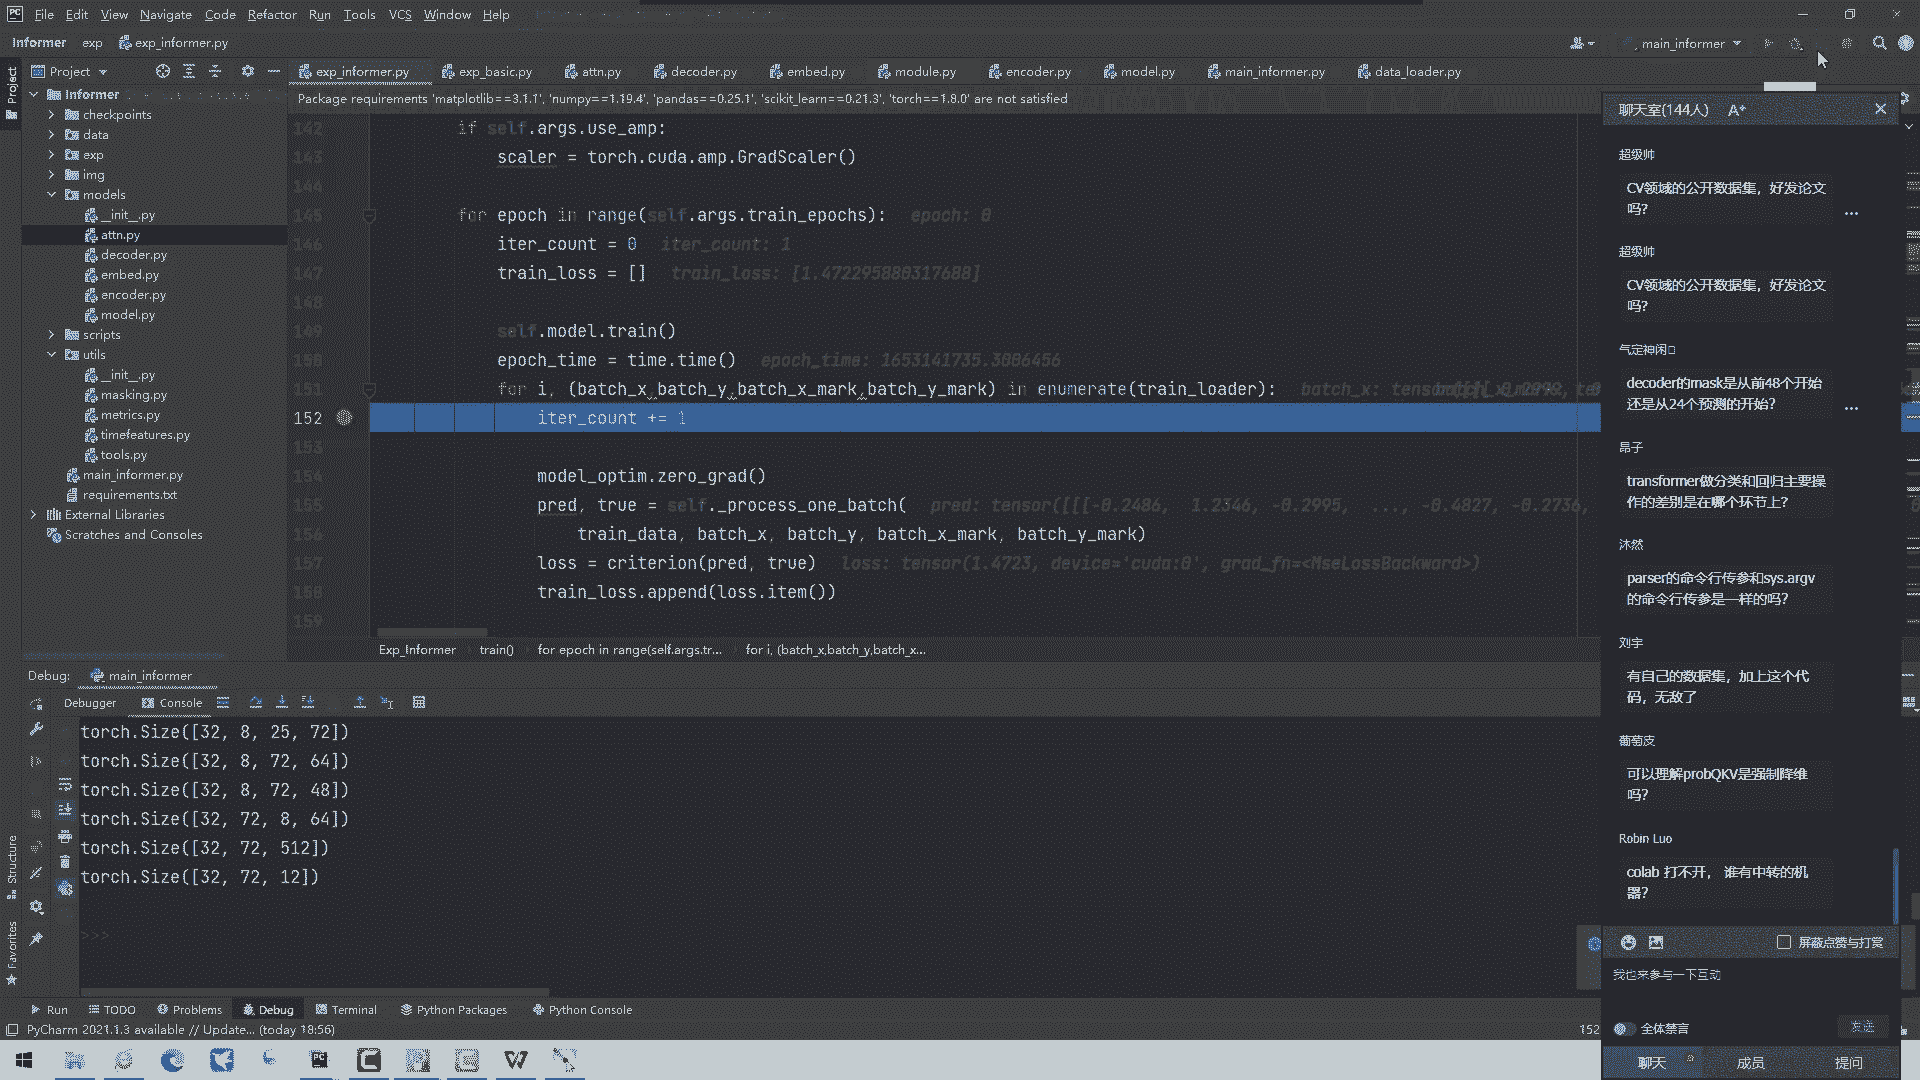 File Edit View Navigate Code Refactor Run Tools VCS Window Help
Informer exp exp_informer.py main_informer
Project
exp_informer.py exp_basic.py attn.py decoder.py embed.py module.py encoder.py model.py main_informer.py data_loader.py
Package requirements 'matplotlib==3.1.1', 'numpy==1.19.4', 'pandas==0.25.1', 'scikit_learn==0.21.3', 'torch==1.8.0' are not satisfied
Project
Informer
checkpoints
data
exp
img
models
__init__.py
attn.py
decoder.py
embed.py
encoder.py
model.py
scripts
utils
__init__.py
masking.py
metrics.py
timefeatures.py
tools.py
main_informer.py
requirements.txt
External Libraries
Scratches and Consoles
142 if self.args.use_amp:
143 scaler = torch.cuda.amp.GradScaler()
144
145 for epoch in range(self.args.train_epochs): epoch: 0
146 iter_count = 0 iter_count: 1
147 train_loss = [] train_loss: [1.472295880317688]
148
149 self.model.train()
150 epoch_time = time.time() epoch_time: 1653141735.3086456
151 for i, (batch_x,batch_y,batch_x_mark,batch_y_mark) in enumerate(train_loader): batch_x:
152 iter_count += 1
153
154 model_optim.zero_grad()
155 pred, true = self._process_one_batch( pred: tensor([[[-0.2486, 1.2346, -0.2995, ..., -0.4827, -0.2736,
156 train_data, batch_x, batch_y, batch_x_mark, batch_y_mark)
157 loss = criterion(pred, true) loss: tensor(1.4723, device='cuda:0', grad_fn=<MseLossBackward>)
158 train_loss.append(loss.item())
159
Exp_Informer train() for epoch in range(self.args.tr... for i, (batch_x,batch_y,batch_x...
Debug: main_informer
Debugger Console
torch.Size([32, 8, 25, 72])
torch.Size([32, 8, 72, 64])
torch.Size([32, 8, 72, 48])
torch.Size([32, 72, 8, 64])
torch.Size([32, 72, 512])
torch.Size([32, 72, 12])
>>>
Structure
Favorites
Run TODO Problems Debug Terminal Python Packages Python Console
PyCharm 2021.1.3 available // Update... (today 18:56)
152
聊天室(144人) A+
超级帅
CV领域的公开数据集，好发论文
吗?
超级帅
CV领域的公开数据集，好发论文
吗?
气定神闲
decoder的mask是从前48个开始
还是从24个预测的开始?
昂子
transformer做分类和回归主要操
作的差别是在哪个环节上?
沐然
parser的命令行传参和sys.argv
的命令行传参是一样的吗?
刘宇
有自己的数据集，加上这个代
码，无敌了
葡萄皮
可以理解probQKV是强制降维
吗?
Robin Luo
colab 打不开， 谁有中转的机
器?
屏蔽点赞与打赏
我也来参与一下互动
全体禁言 发送
聊天 成员 提问